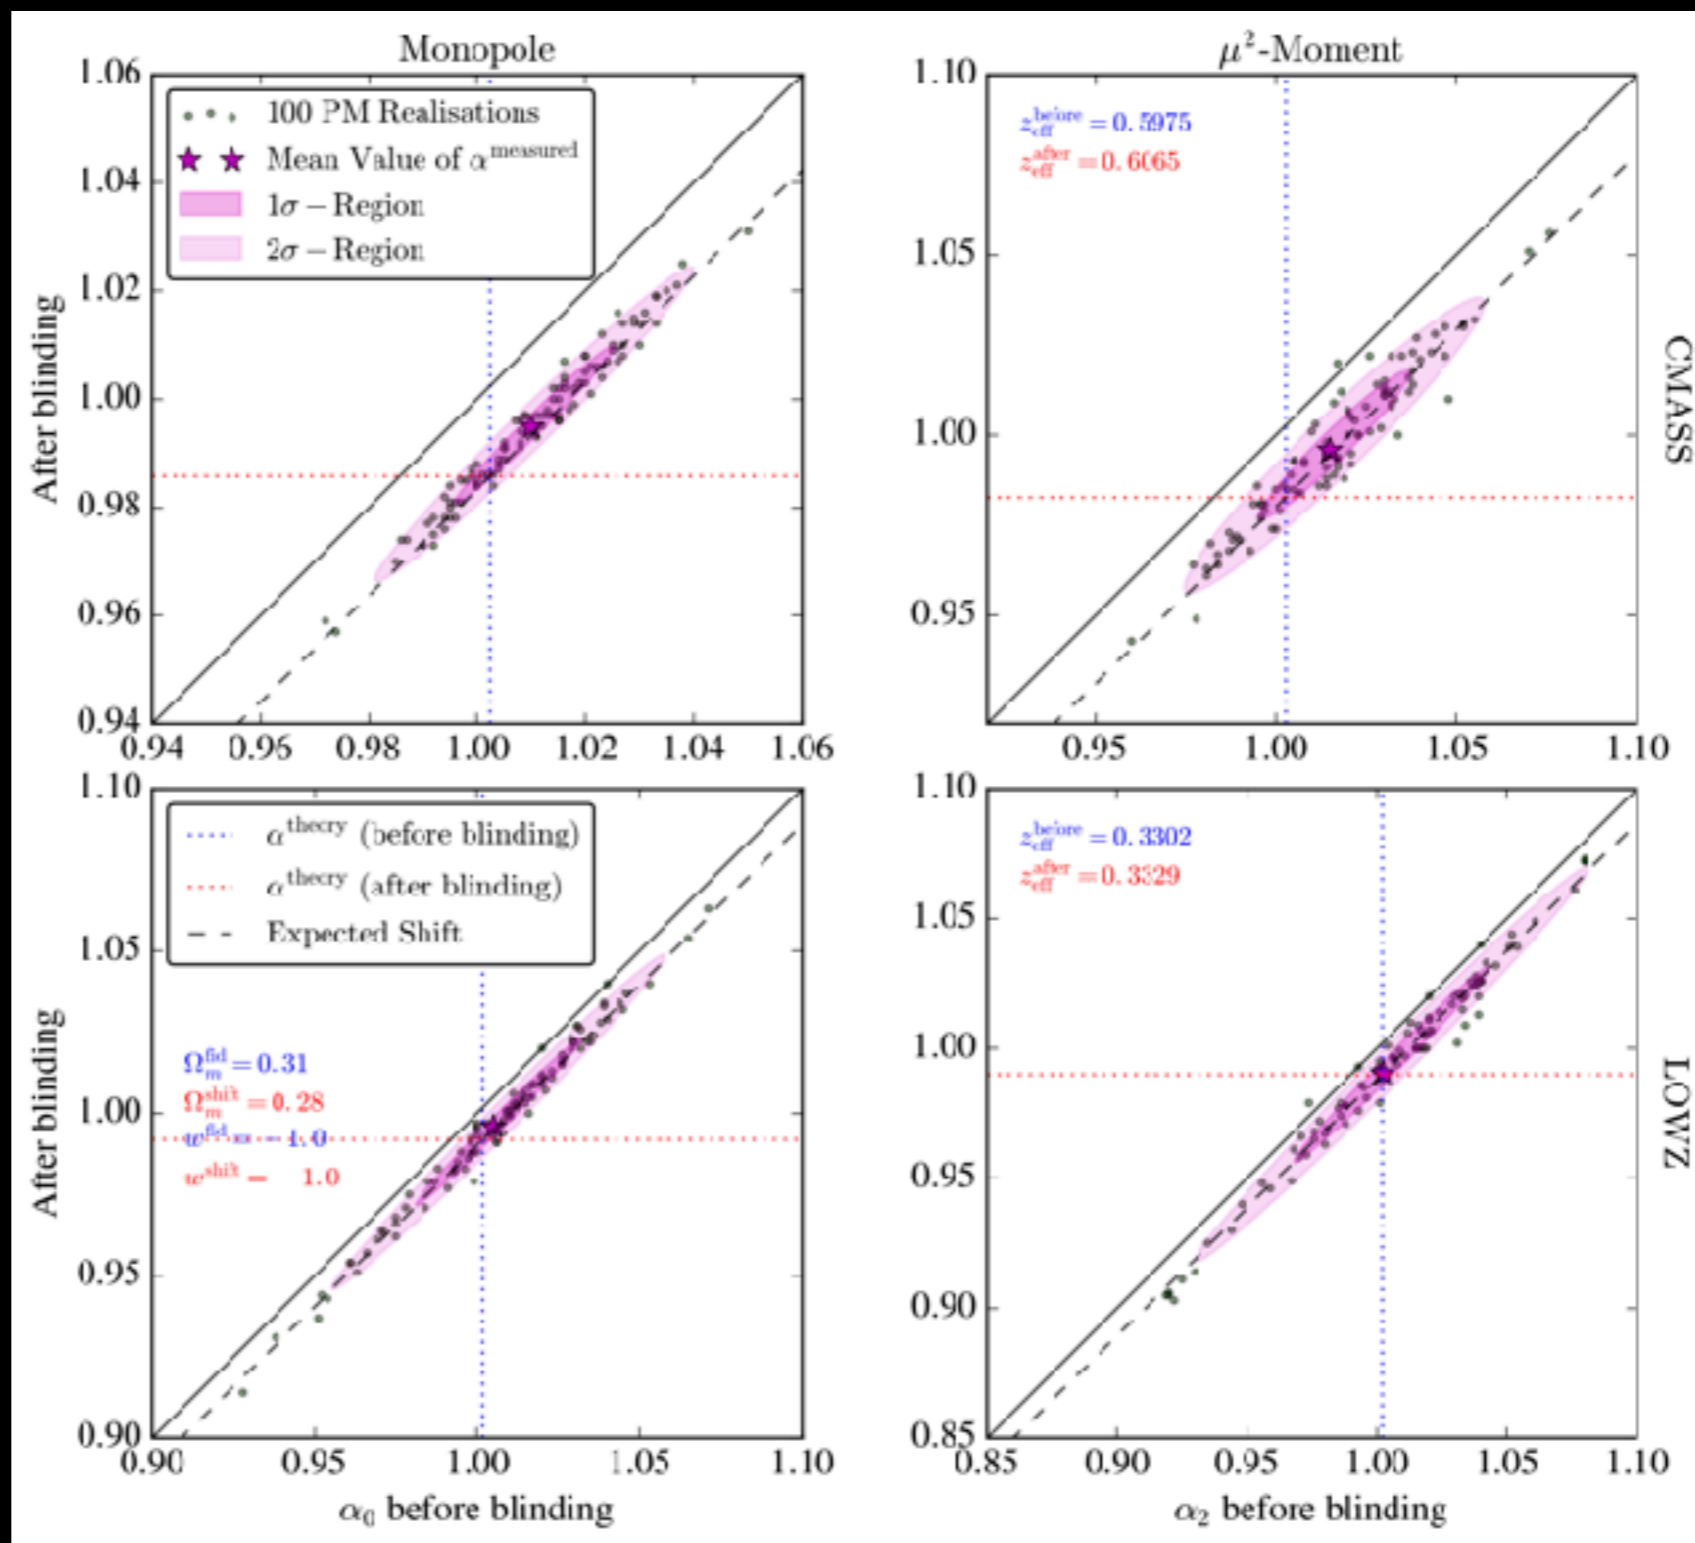 Monopole
μ²-Moment
1.06
1.04
1.02
1.00
0.98
0.96
0.94
After blinding
100 PM Realisations
Mean Value of α^measured
1σ − Region
2σ − Region
0.94 0.96 0.98 1.00 1.02 1.04 1.06
1.10
1.05
1.00
0.95
z_eff^before = 0.5975
z_eff^after = 0.6065
CMASS
0.95 1.00 1.05 1.10
1.10
1.05
1.00
0.95
0.90
After blinding
α^theory (before blinding)
α^theory (after blinding)
Expected Shift
Ω_m^fid = 0.31
Ω_m^shift = 0.28
w^fid = −1.0
w^shift = 1.0
0.90 0.95 1.00 1.05 1.10
α₀ before blinding
1.10
1.05
1.00
0.95
0.90
0.85
z_eff^before = 0.3302
z_eff^after = 0.3329
LOWZ
0.85 0.90 0.95 1.00 1.05 1.10
α₂ before blinding